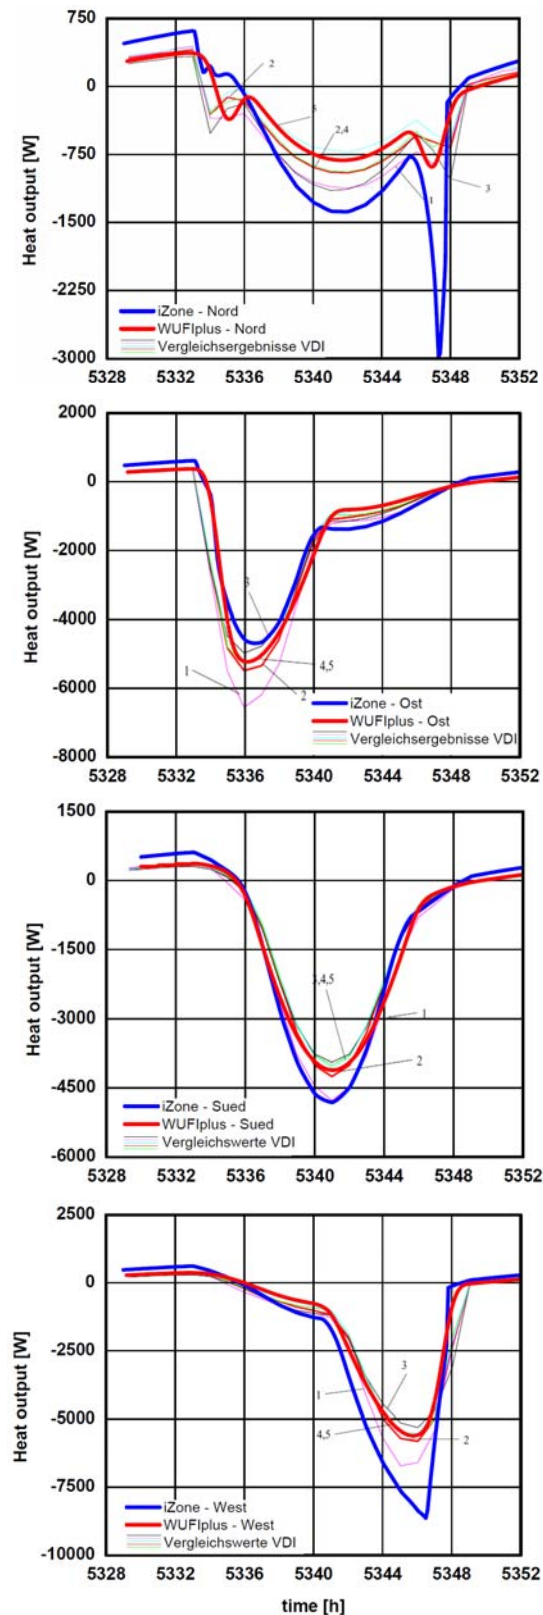 750
2
0
5
2,4
-750
1
3
-1500
Heat output [W]
-2250
iZone - Nord
WUFIplus - Nord
Vergleichsergebnisse VDI
-3000
5328 5332 5336 5340 5344 5348 5352
2000
0
-2000
3
-4000
4,5
1
2
-6000
Heat output [W]
iZone - Ost
WUFIplus - Ost
Vergleichsergebnisse VDI
-8000
5328 5332 5336 5340 5344 5348 5352
1500
0
-1500
3,4,5
1
-3000
2
Heat output [W]
-4500
iZone - Sued
WUFIplus - Sued
Vergleichswerte VDI
-6000
5328 5332 5336 5340 5344 5348 5352
2500
0
-2500
3
1
-5000
4,5
2
Heat output [W]
-7500
iZone - West
WUFIplus - West
Vergleichswerte VDI
-10000
5328 5332 5336 5340 5344 5348 5352
time [h]